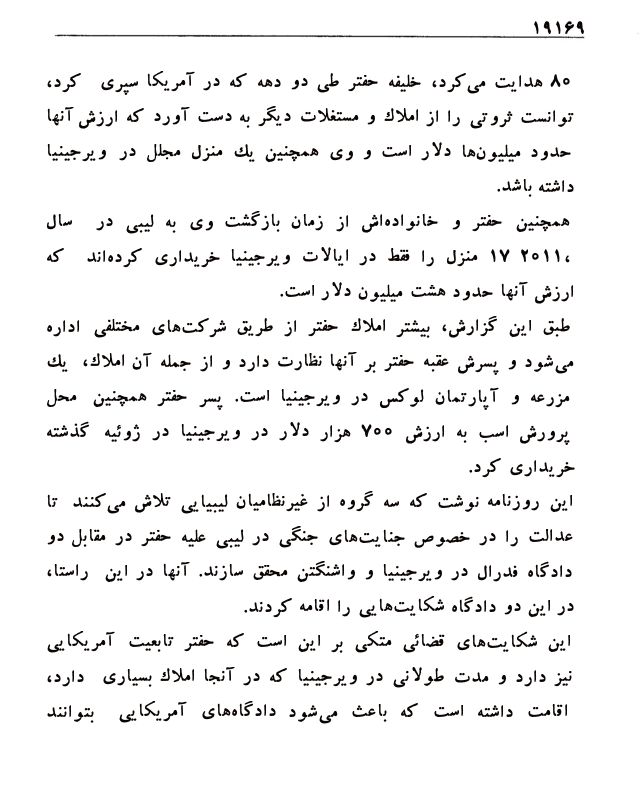 ۱۹۱۶۹
۸۰ هدایت می‌کرد، خلیفه حفتر طی دو دهه که در آمریکا سپری کرد،
توانست ثروتی را از املاک و مستغلات دیگر به دست آورد که ارزش آنها
حدود میلیون‌ها دلار است و وی همچنین یك منزل مجلل در ویرجینیا
داشته باشد.
همچنین حفتر و خانواده‌اش از زمان بازگشت وی به لیبی در سال
،۲۰۱۱ ۱۷ منزل را فقط در ایالات ویرجینیا خریداری کرده‌اند که
ارزش آنها حدود هشت میلیون دلار است.
طبق این گزارش، بیشتر املاك حفتر از طریق شرکت‌های مختلفی اداره
می‌شود و پسرش عقبه حفتر بر آنها نظارت دارد و از جمله آن املاك، یك
مزرعه و آپارتمان لوکس در ویرجینیا است. پسر حفتر همچنین محل
پرورش اسب به ارزش ۷۰۰ هزار دلار در ویرجینیا در ژوئیه گذشته
خریداری کرد.
این روزنامه نوشت که سه گروه از غیرنظامیان لیبیایی تلاش می‌کنند تا
عدالت را در خصوص جنایت‌های جنگی در لیبی علیه حفتر در مقابل دو
دادگاه فدرال در ویرجینیا و واشنگتن محقق سازند. آنها در این راستا،
در این دو دادگاه شکایت‌هایی را اقامه کردند.
این شکایت‌های قضائی متکی بر این است که حفتر تابعیت آمریکایی
نیز دارد و مدت طولانی در ویرجینیا که در آنجا املاك بسیاری دارد،
اقامت داشته است که باعث می‌شود دادگاه‌های آمریکایی بتوانند